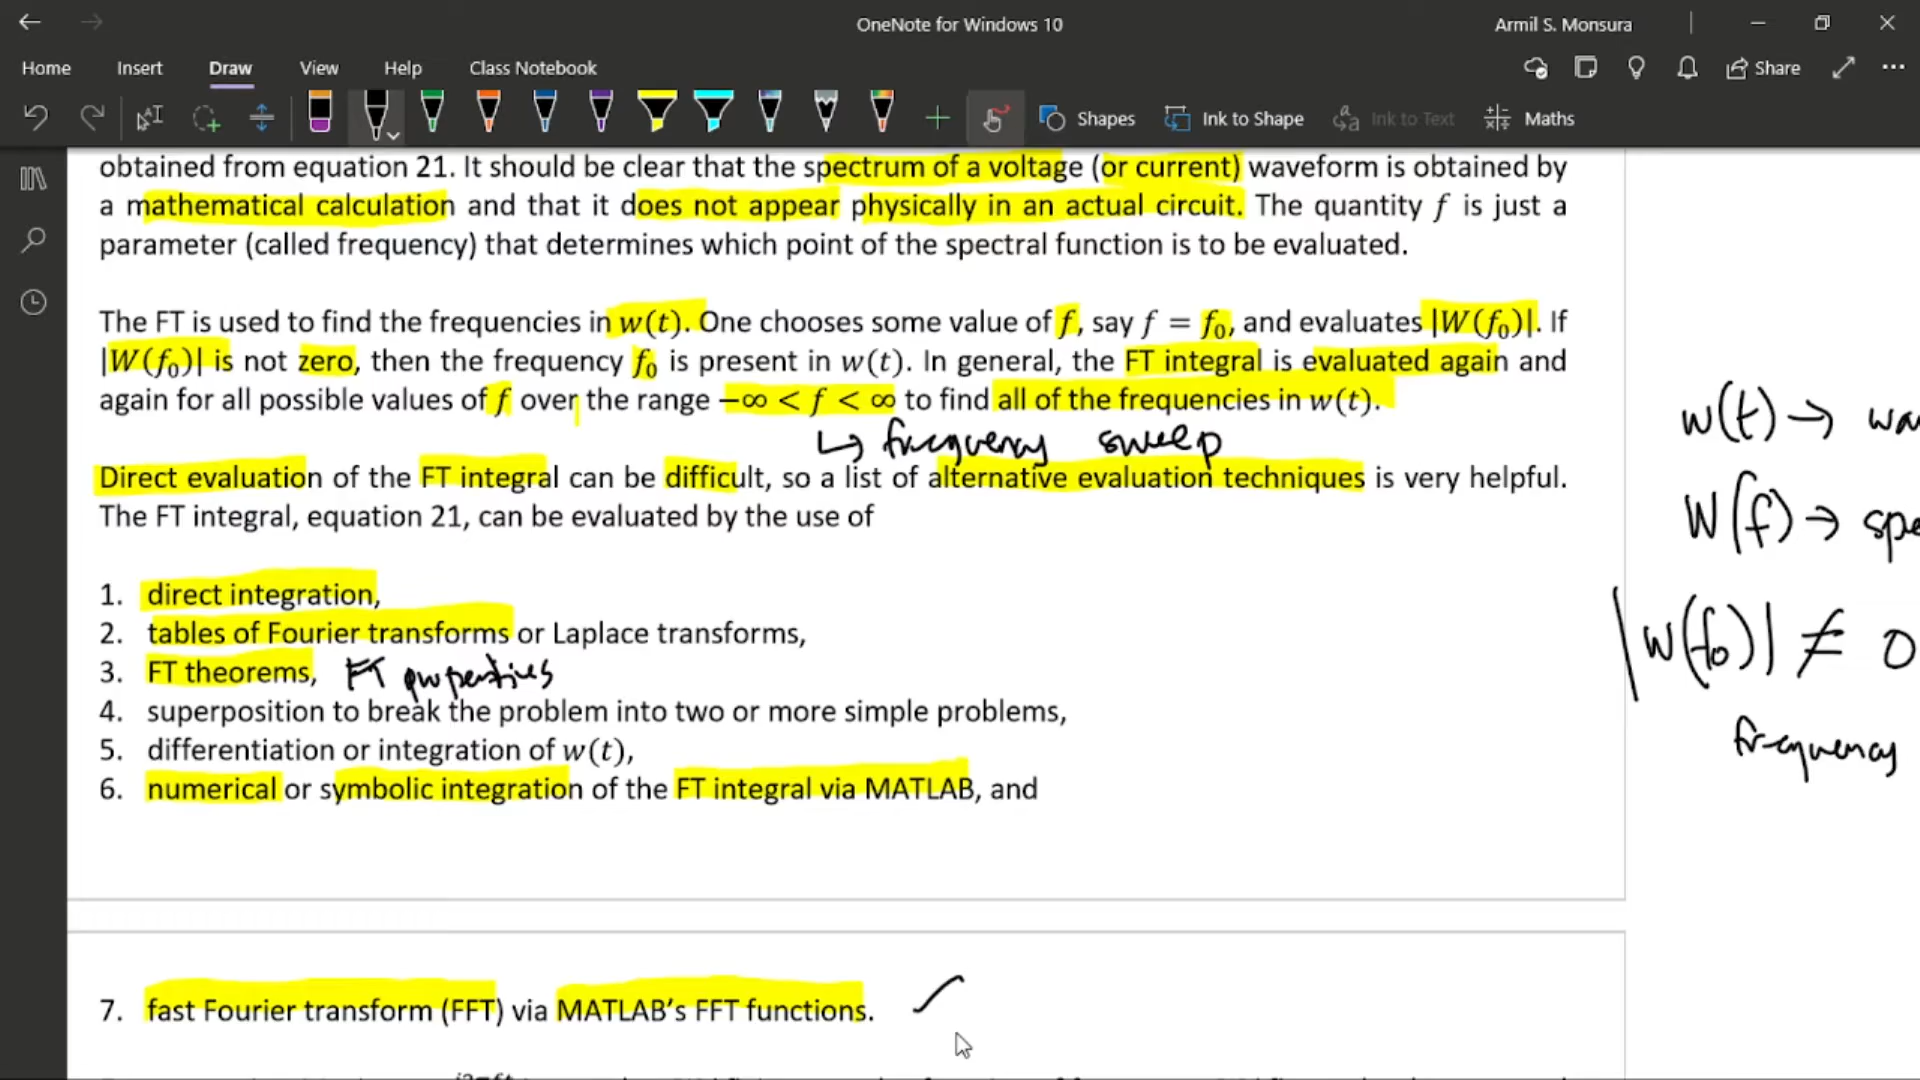 OneNote for Windows 10
Armil S. Monsura
Home Insert Draw View Help Class Notebook
Share
Shapes Ink to Shape Ink to Text Maths
obtained from equation 21. It should be clear that the spectrum of a voltage (or current) waveform is obtained by
a mathematical calculation and that it does not appear physically in an actual circuit. The quantity f is just a
parameter (called frequency) that determines which point of the spectral function is to be evaluated.
The FT is used to find the frequencies in w(t). One chooses some value of f, say f = f₀, and evaluates |W(f₀)|. If
|W(f₀)| is not zero, then the frequency f₀ is present in w(t). In general, the FT integral is evaluated again and
again for all possible values of f over the range −∞ < f < ∞ to find all of the frequencies in w(t).
↳ frequency sweep
Direct evaluation of the FT integral can be difficult, so a list of alternative evaluation techniques is very helpful.
The FT integral, equation 21, can be evaluated by the use of
1. direct integration,
2. tables of Fourier transforms or Laplace transforms,
3. FT theorems, FT properties
4. superposition to break the problem into two or more simple problems,
5. differentiation or integration of w(t),
6. numerical or symbolic integration of the FT integral via MATLAB, and
7. fast Fourier transform (FFT) via MATLAB's FFT functions.
w(t) → wa
W(f) → spe
|W(f₀)| ≠ 0
frequency